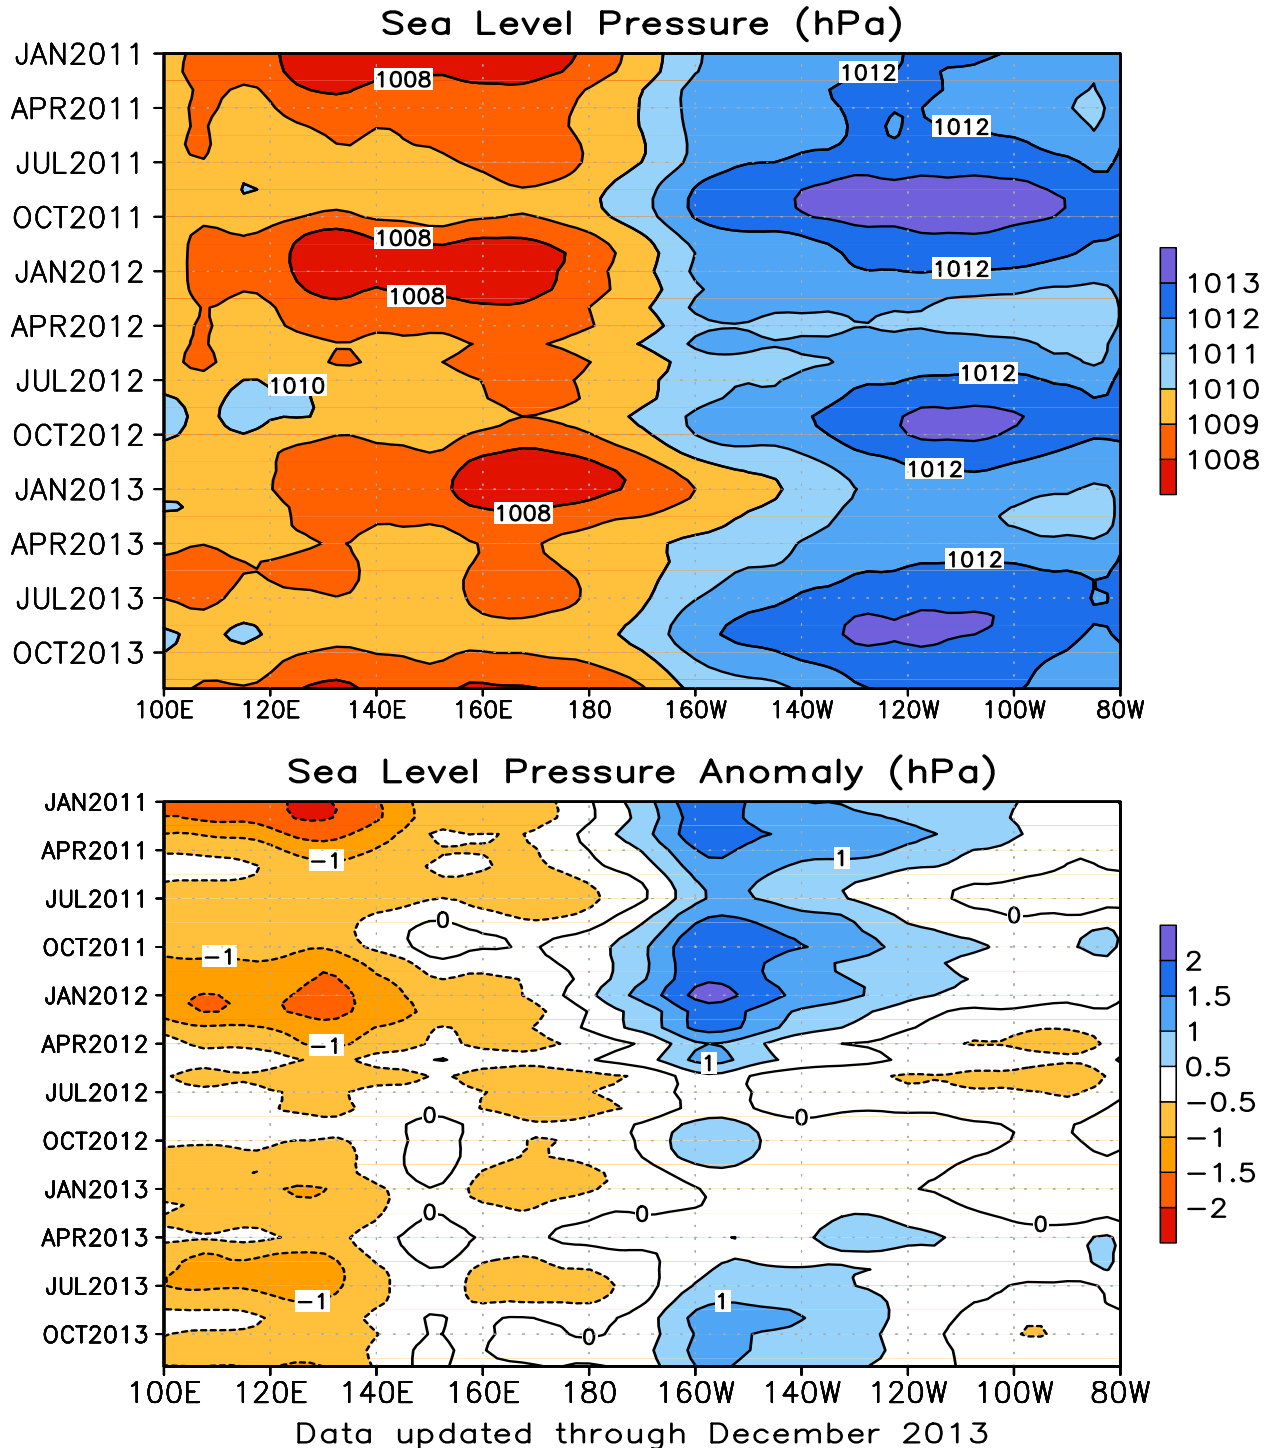 Sea Level Pressure (hPa)
JAN2011
APR2011
JUL2011
OCT2011
JAN2012
APR2012
JUL2012
OCT2012
JAN2013
APR2013
JUL2013
OCT2013
1008
1012
1012
1008
1012
1008
1012
1010
1012
1008
1012
1013
1012
1011
1010
1009
1008
100E 120E 140E 160E 180 160W 140W 120W 100W 80W
Sea Level Pressure Anomaly (hPa)
JAN2011
APR2011
JUL2011
OCT2011
JAN2012
APR2012
JUL2012
OCT2012
JAN2013
APR2013
JUL2013
OCT2013
-1
1
0
0
-1
-1
1
0
0
0
0
0
-1
1
0
2
1.5
1
0.5
-0.5
-1
-1.5
-2
100E 120E 140E 160E 180 160W 140W 120W 100W 80W
Data updated through December 2013